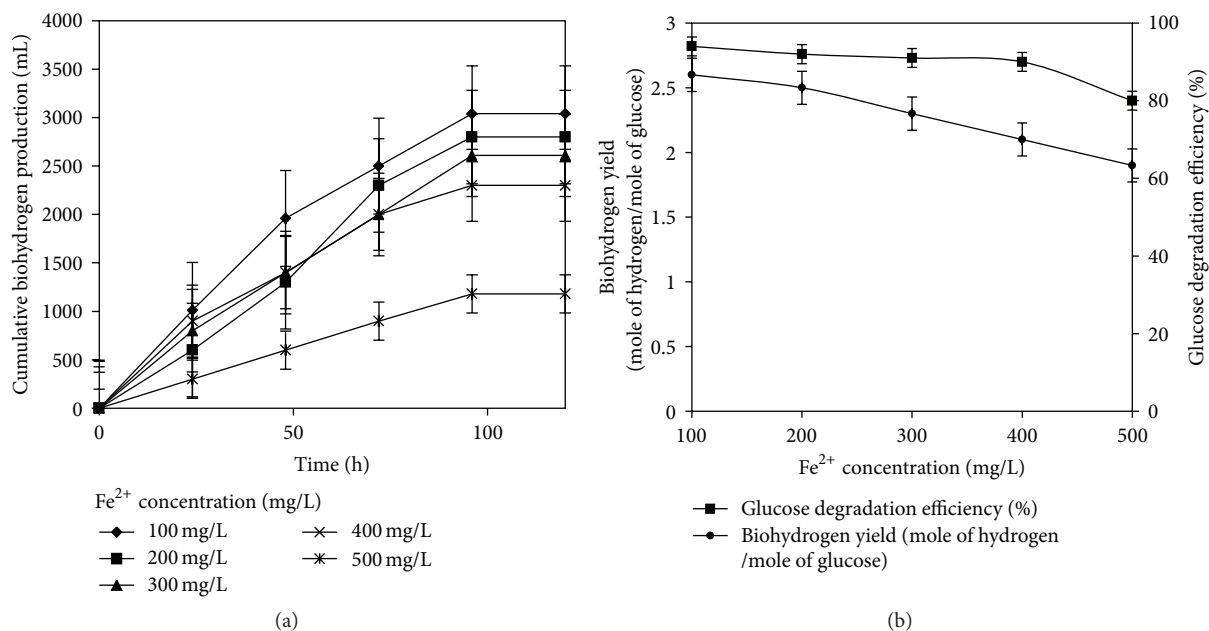 Cumulative biohydrogen production (mL)
4000
3500
3000
2500
2000
1500
1000
500
0
0
50
100
Time (h)
Fe2+ concentration (mg/L)
100 mg/L
200 mg/L
300 mg/L
400 mg/L
500 mg/L
(a)
Biohydrogen yield
(mole of hydrogen/mole of glucose)
3
2.5
2
1.5
1
0.5
0
100
200
300
400
500
Fe2+ concentration (mg/L)
100
80
60
40
20
0
Glucose degradation efficiency (%)
Glucose degradation efficiency (%)
Biohydrogen yield (mole of hydrogen
/mole of glucose)
(b)